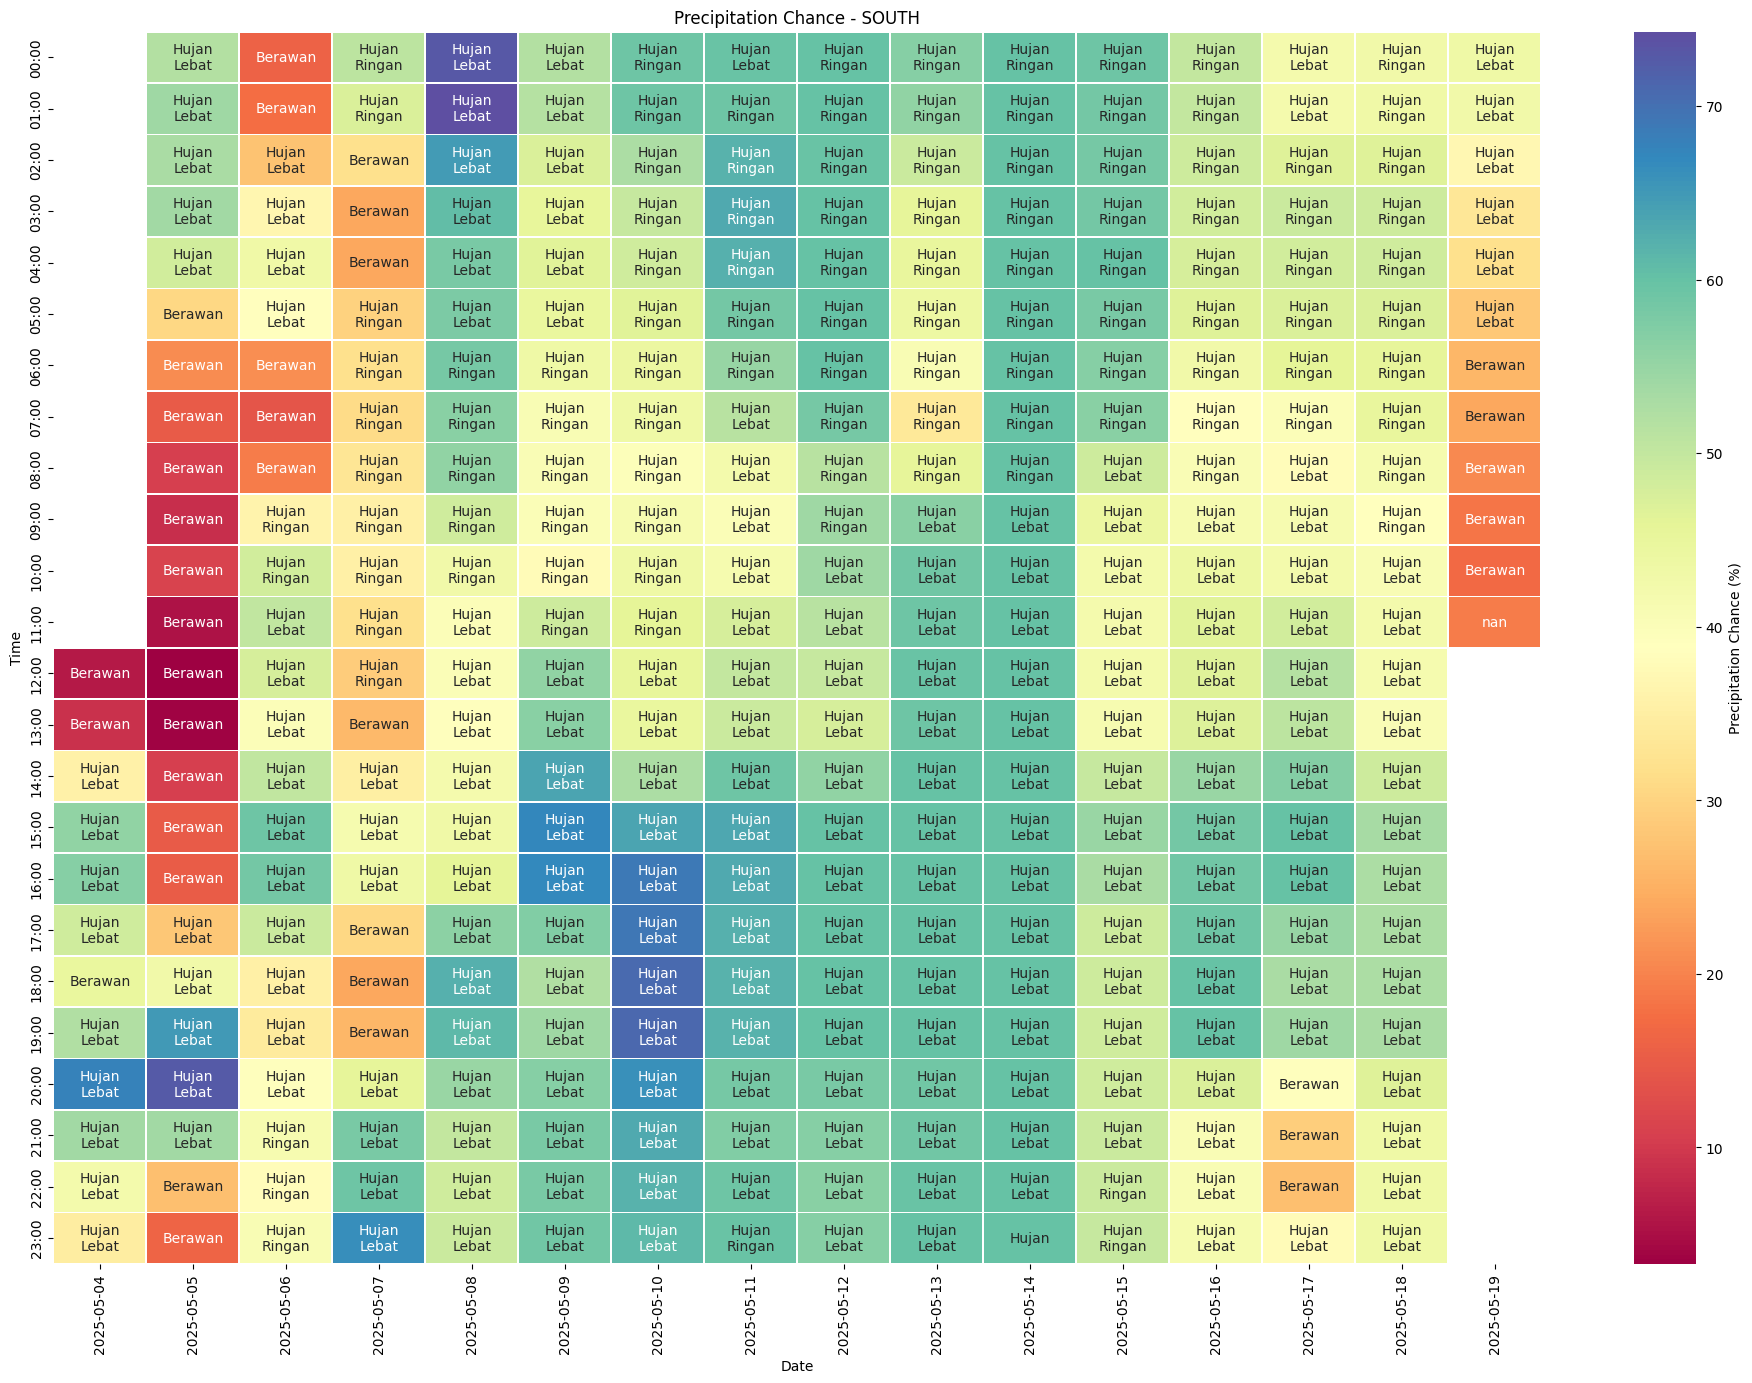 Precipitation Chance - SOUTH
00:00 Hujan Lebat Berawan Hujan Ringan Hujan Lebat Hujan Lebat Hujan Ringan Hujan Lebat Hujan Ringan Hujan Ringan Hujan Ringan Hujan Ringan Hujan Ringan Hujan Lebat Hujan Ringan Hujan Lebat
01:00 Hujan Lebat Berawan Hujan Ringan Hujan Lebat Hujan Lebat Hujan Ringan Hujan Ringan Hujan Ringan Hujan Ringan Hujan Ringan Hujan Ringan Hujan Ringan Hujan Lebat Hujan Ringan Hujan Lebat
02:00 Hujan Lebat Hujan Lebat Berawan Hujan Lebat Hujan Lebat Hujan Ringan Hujan Ringan Hujan Ringan Hujan Ringan Hujan Ringan Hujan Ringan Hujan Ringan Hujan Ringan Hujan Ringan Hujan Lebat
03:00 Hujan Lebat Hujan Lebat Berawan Hujan Lebat Hujan Lebat Hujan Ringan Hujan Ringan Hujan Ringan Hujan Ringan Hujan Ringan Hujan Ringan Hujan Ringan Hujan Ringan Hujan Ringan Hujan Lebat
04:00 Hujan Lebat Hujan Lebat Berawan Hujan Lebat Hujan Lebat Hujan Ringan Hujan Ringan Hujan Ringan Hujan Ringan Hujan Ringan Hujan Ringan Hujan Ringan Hujan Ringan Hujan Ringan Hujan Lebat
05:00 Berawan Hujan Lebat Hujan Ringan Hujan Lebat Hujan Lebat Hujan Ringan Hujan Ringan Hujan Ringan Hujan Ringan Hujan Ringan Hujan Ringan Hujan Ringan Hujan Ringan Hujan Ringan Hujan Lebat
06:00 Berawan Berawan Hujan Ringan Hujan Ringan Hujan Ringan Hujan Ringan Hujan Ringan Hujan Ringan Hujan Ringan Hujan Ringan Hujan Ringan Hujan Ringan Hujan Ringan Hujan Ringan Berawan
07:00 Berawan Berawan Hujan Ringan Hujan Ringan Hujan Ringan Hujan Ringan Hujan Lebat Hujan Ringan Hujan Ringan Hujan Ringan Hujan Ringan Hujan Ringan Hujan Ringan Hujan Ringan Berawan
08:00 Berawan Berawan Hujan Ringan Hujan Ringan Hujan Ringan Hujan Ringan Hujan Lebat Hujan Ringan Hujan Ringan Hujan Ringan Hujan Lebat Hujan Ringan Hujan Lebat Hujan Ringan Berawan
09:00 Berawan Hujan Ringan Hujan Ringan Hujan Ringan Hujan Ringan Hujan Ringan Hujan Lebat Hujan Ringan Hujan Lebat Hujan Lebat Hujan Lebat Hujan Lebat Hujan Lebat Hujan Ringan Berawan
10:00 Berawan Hujan Ringan Hujan Ringan Hujan Ringan Hujan Ringan Hujan Ringan Hujan Lebat Hujan Lebat Hujan Lebat Hujan Lebat Hujan Lebat Hujan Lebat Hujan Lebat Hujan Lebat Berawan
11:00 Berawan Hujan Lebat Hujan Ringan Hujan Lebat Hujan Ringan Hujan Ringan Hujan Lebat Hujan Lebat Hujan Lebat Hujan Lebat Hujan Lebat Hujan Lebat Hujan Lebat Hujan Lebat nan
12:00 Berawan Berawan Hujan Lebat Hujan Ringan Hujan Lebat Hujan Lebat Hujan Lebat Hujan Lebat Hujan Lebat Hujan Lebat Hujan Lebat Hujan Lebat Hujan Lebat Hujan Lebat Hujan Lebat
13:00 Berawan Berawan Hujan Lebat Berawan Hujan Lebat Hujan Lebat Hujan Lebat Hujan Lebat Hujan Lebat Hujan Lebat Hujan Lebat Hujan Lebat Hujan Lebat Hujan Lebat Hujan Lebat
14:00 Hujan Lebat Berawan Hujan Lebat Hujan Lebat Hujan Lebat Hujan Lebat Hujan Lebat Hujan Lebat Hujan Lebat Hujan Lebat Hujan Lebat Hujan Lebat Hujan Lebat Hujan Lebat Hujan Lebat
15:00 Hujan Lebat Berawan Hujan Lebat Hujan Lebat Hujan Lebat Hujan Lebat Hujan Lebat Hujan Lebat Hujan Lebat Hujan Lebat Hujan Lebat Hujan Lebat Hujan Lebat Hujan Lebat Hujan Lebat
16:00 Hujan Lebat Berawan Hujan Lebat Hujan Lebat Hujan Lebat Hujan Lebat Hujan Lebat Hujan Lebat Hujan Lebat Hujan Lebat Hujan Lebat Hujan Lebat Hujan Lebat Hujan Lebat Hujan Lebat
17:00 Hujan Lebat Hujan Lebat Hujan Lebat Berawan Hujan Lebat Hujan Lebat Hujan Lebat Hujan Lebat Hujan Lebat Hujan Lebat Hujan Lebat Hujan Lebat Hujan Lebat Hujan Lebat Hujan Lebat
18:00 Berawan Hujan Lebat Hujan Lebat Berawan Hujan Lebat Hujan Lebat Hujan Lebat Hujan Lebat Hujan Lebat Hujan Lebat Hujan Lebat Hujan Lebat Hujan Lebat Hujan Lebat Hujan Lebat
19:00 Hujan Lebat Hujan Lebat Hujan Lebat Berawan Hujan Lebat Hujan Lebat Hujan Lebat Hujan Lebat Hujan Lebat Hujan Lebat Hujan Lebat Hujan Lebat Hujan Lebat Hujan Lebat Hujan Lebat
20:00 Hujan Lebat Hujan Lebat Hujan Lebat Hujan Lebat Hujan Lebat Hujan Lebat Hujan Lebat Hujan Lebat Hujan Lebat Hujan Lebat Hujan Lebat Hujan Lebat Hujan Lebat Berawan Hujan Lebat
21:00 Hujan Lebat Hujan Lebat Hujan Ringan Hujan Lebat Hujan Lebat Hujan Lebat Hujan Lebat Hujan Lebat Hujan Lebat Hujan Lebat Hujan Lebat Hujan Lebat Hujan Lebat Berawan Hujan Lebat
22:00 Hujan Lebat Berawan Hujan Ringan Hujan Lebat Hujan Lebat Hujan Lebat Hujan Lebat Hujan Lebat Hujan Lebat Hujan Lebat Hujan Lebat Hujan Ringan Hujan Lebat Berawan Hujan Lebat
23:00 Hujan Lebat Berawan Hujan Ringan Hujan Lebat Hujan Lebat Hujan Lebat Hujan Lebat Hujan Ringan Hujan Lebat Hujan Lebat Hujan Hujan Ringan Hujan Lebat Hujan Lebat Hujan Lebat
2025-05-04 2025-05-05 2025-05-06 2025-05-07 2025-05-08 2025-05-09 2025-05-10 2025-05-11 2025-05-12 2025-05-13 2025-05-14 2025-05-15 2025-05-16 2025-05-17 2025-05-18 2025-05-19
Time
Date
70
60
50
40
30
20
10
Precipitation Chance (%)